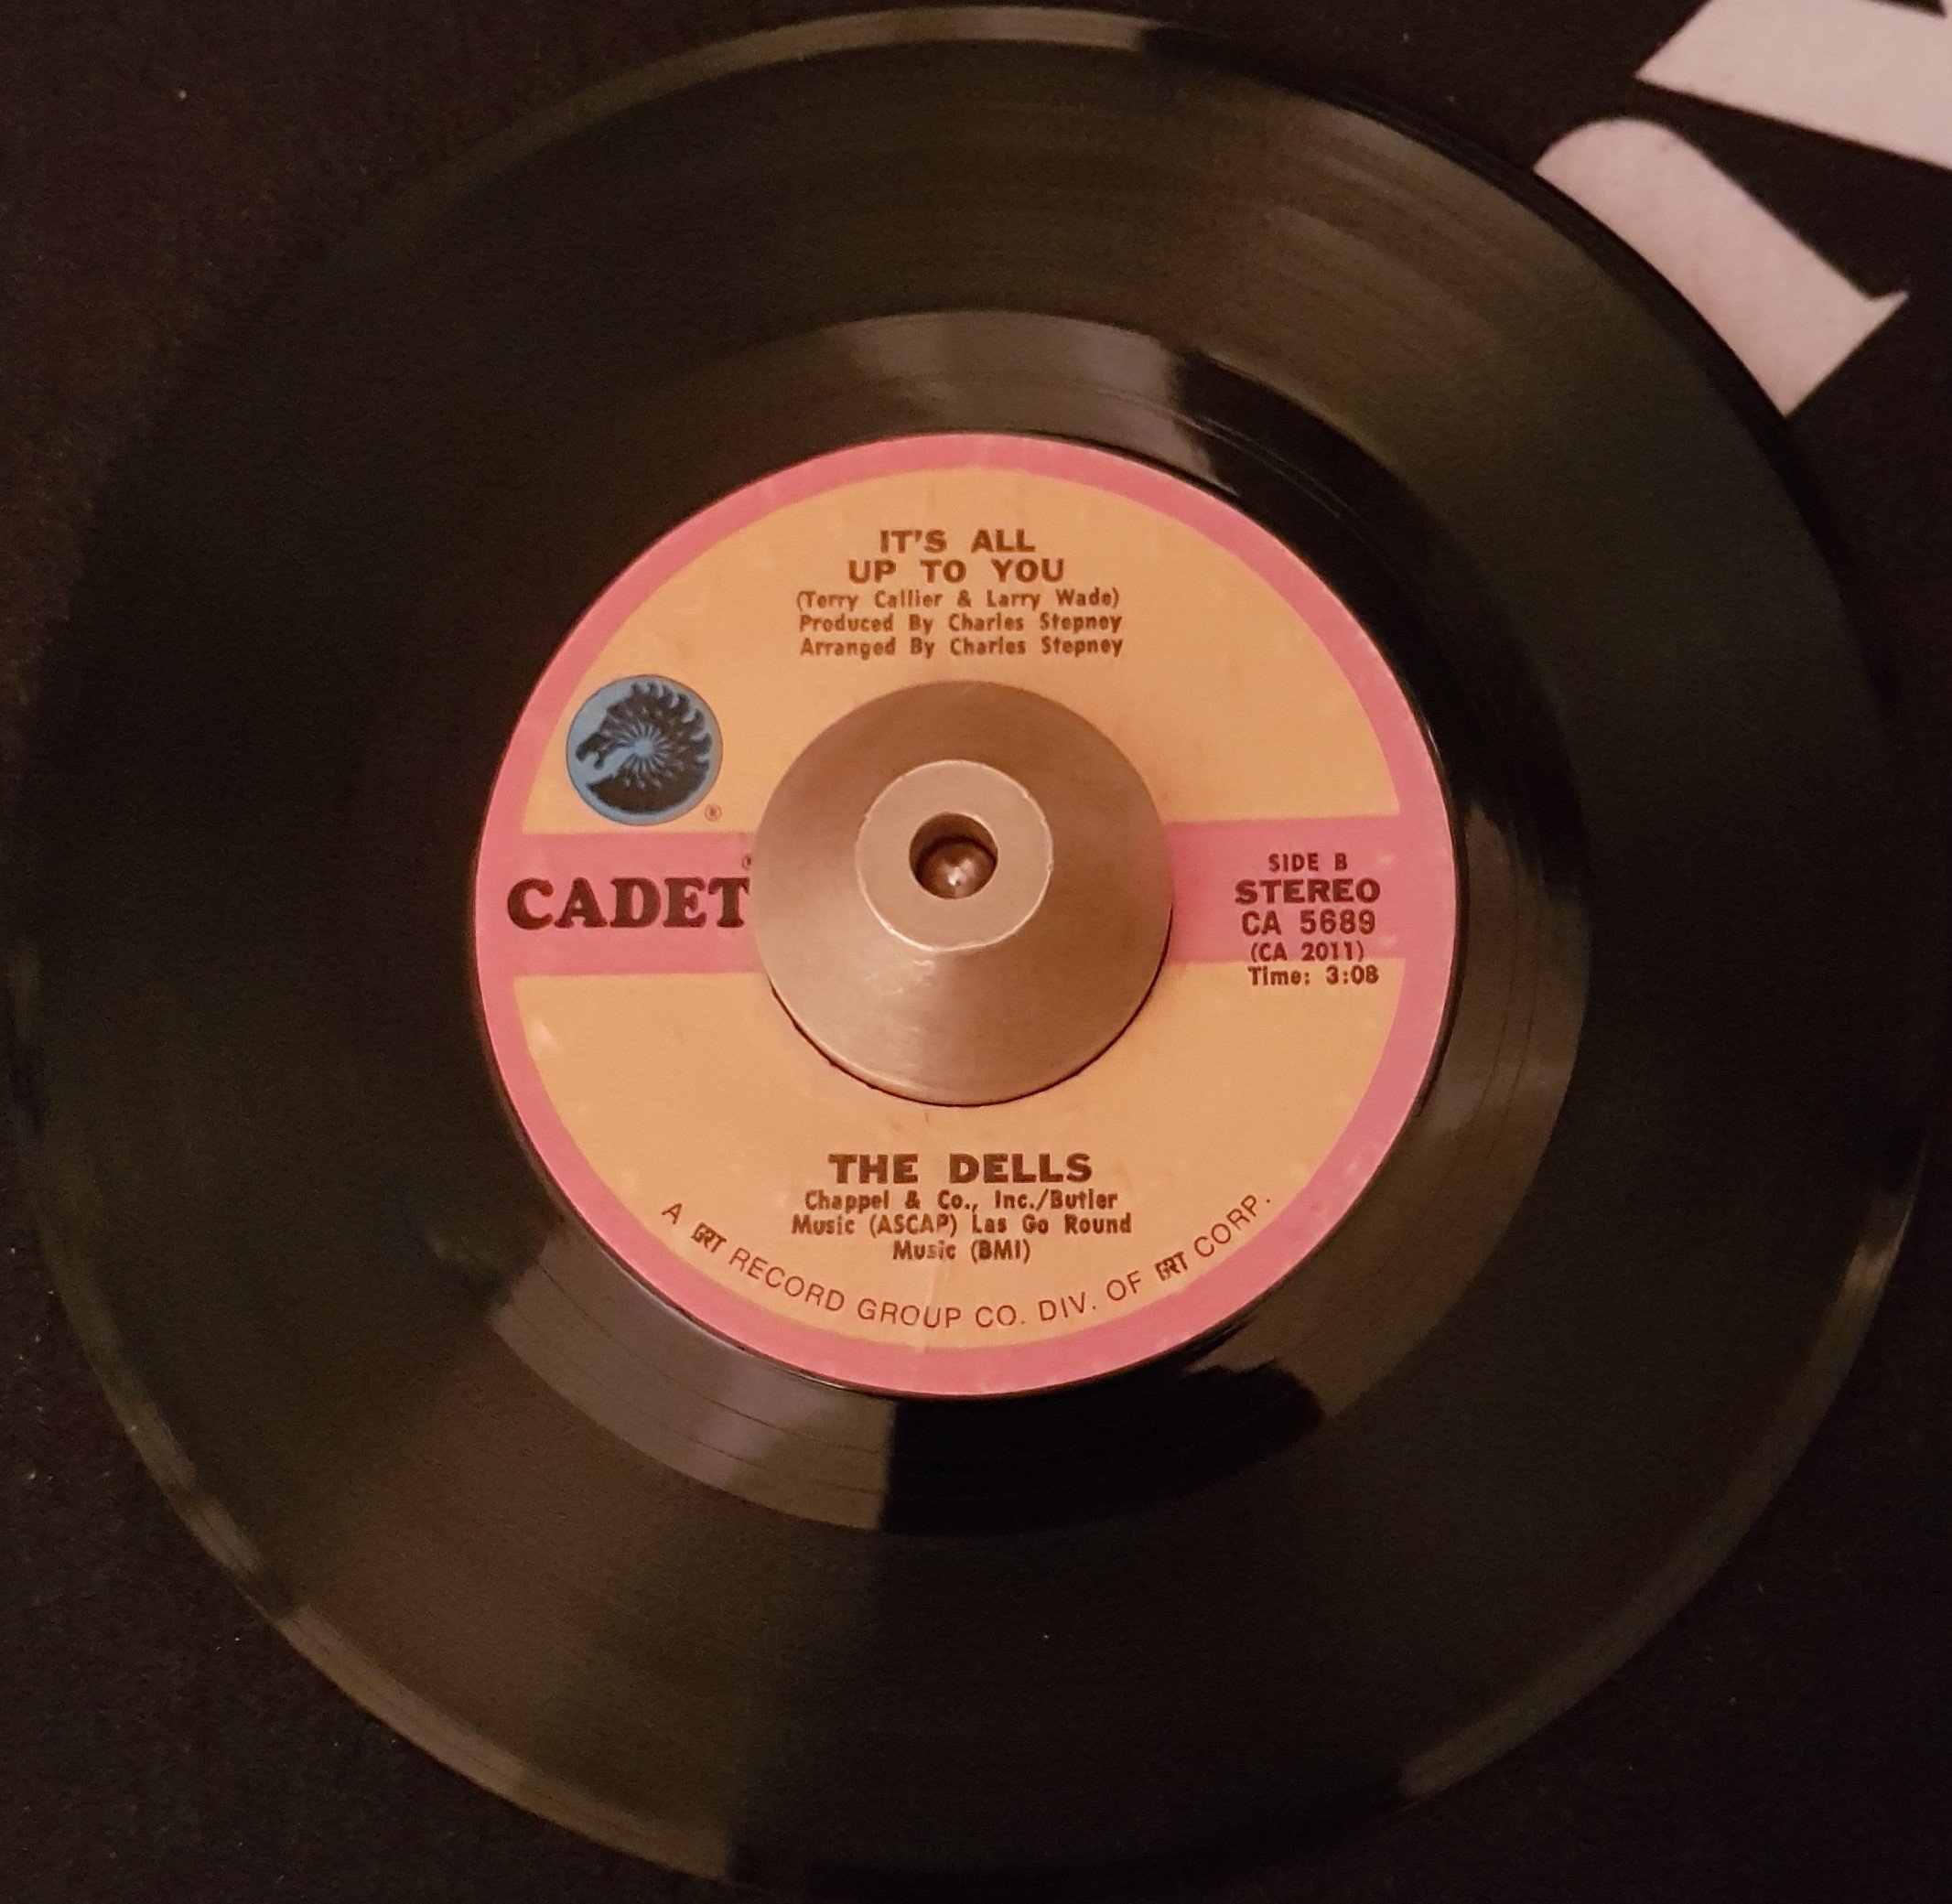 IT'S ALL
UP TO YOU
(Terry Callier & Larry Wade)
Produced By Charles Stepney
Arranged By Charles Stepney
®
CADET
SIDE B
STEREO
CA 5689
(CA 2011)
Time: 3:08
THE DELLS
Chappel & Co., Inc./Butler
Music (ASCAP) Las Go Round
Music (BMI)
A GRT RECORD GROUP CO. DIV. OF GRT CORP.